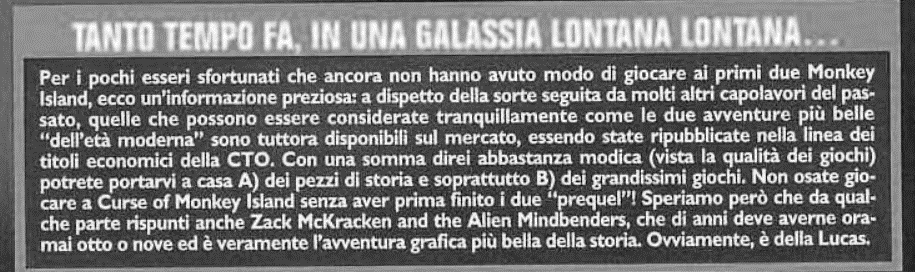 TANTO TEMPO FA, IN UNA GALASSIA LONTANA LONTANA...
Per i pochi esseri sfortunati che ancora non hanno avuto modo di giocare ai primi due Monkey
Island, ecco un'informazione preziosa: a dispetto della sorte seguita da molti altri capolavori del pas-
sato, quelle che possono essere considerate tranquillamente come le due avventure più belle
"dell'età moderna" sono tuttora disponibili sul mercato, essendo state ripubblicate nella linea dei
titoli economici della CTO. Con una somma direi abbastanza modica (vista la qualità dei giochi)
potrete portarvi a casa A) dei pezzi di storia e soprattutto B) dei grandissimi giochi. Non osate gio-
care a Curse of Monkey Island senza aver prima finito i due "prequel"! Speriamo però che da qual-
che parte rispunti anche Zack McKracken and the Alien Mindbenders, che di anni deve averne ora-
mai otto o nove ed è veramente l'avventura grafica più bella della storia. Ovviamente, è della Lucas.